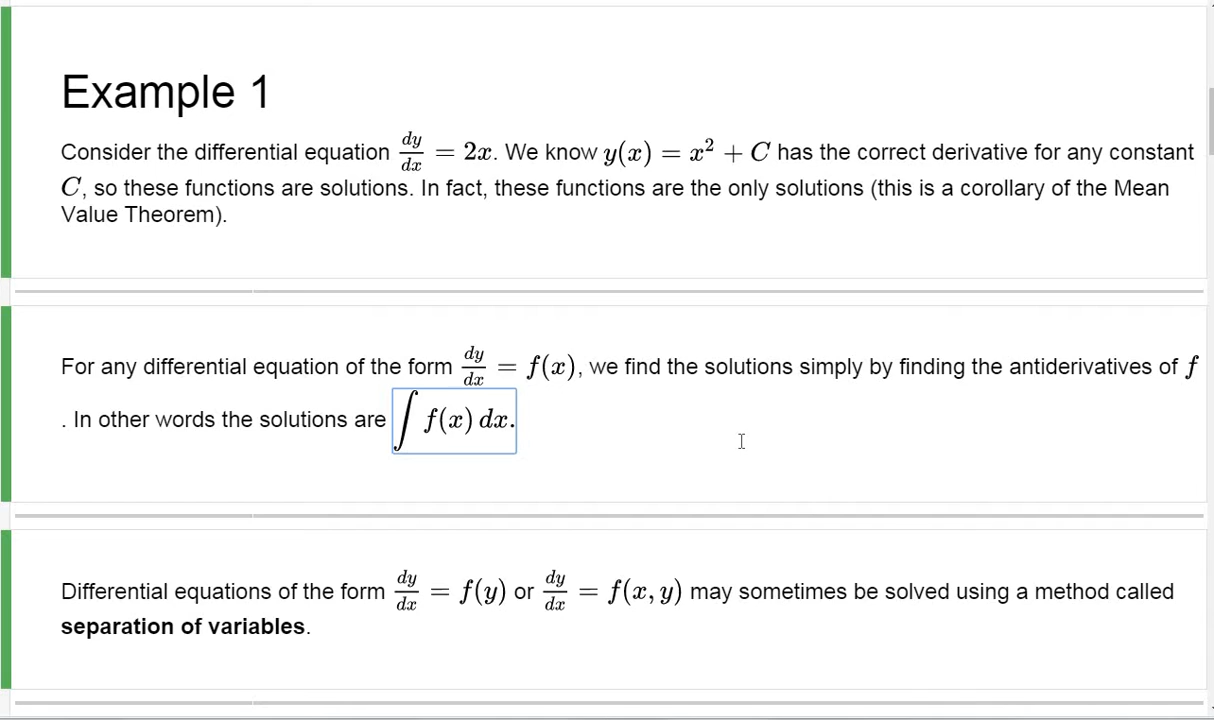 Example 1
Consider the differential equation dy/dx = 2x. We know y(x) = x² + C has the correct derivative for any constant
C, so these functions are solutions. In fact, these functions are the only solutions (this is a corollary of the Mean
Value Theorem).
For any differential equation of the form dy/dx = f(x), we find the solutions simply by finding the antiderivatives of f
. In other words the solutions are ∫ f(x) dx.
Differential equations of the form dy/dx = f(y) or dy/dx = f(x, y) may sometimes be solved using a method called
separation of variables.